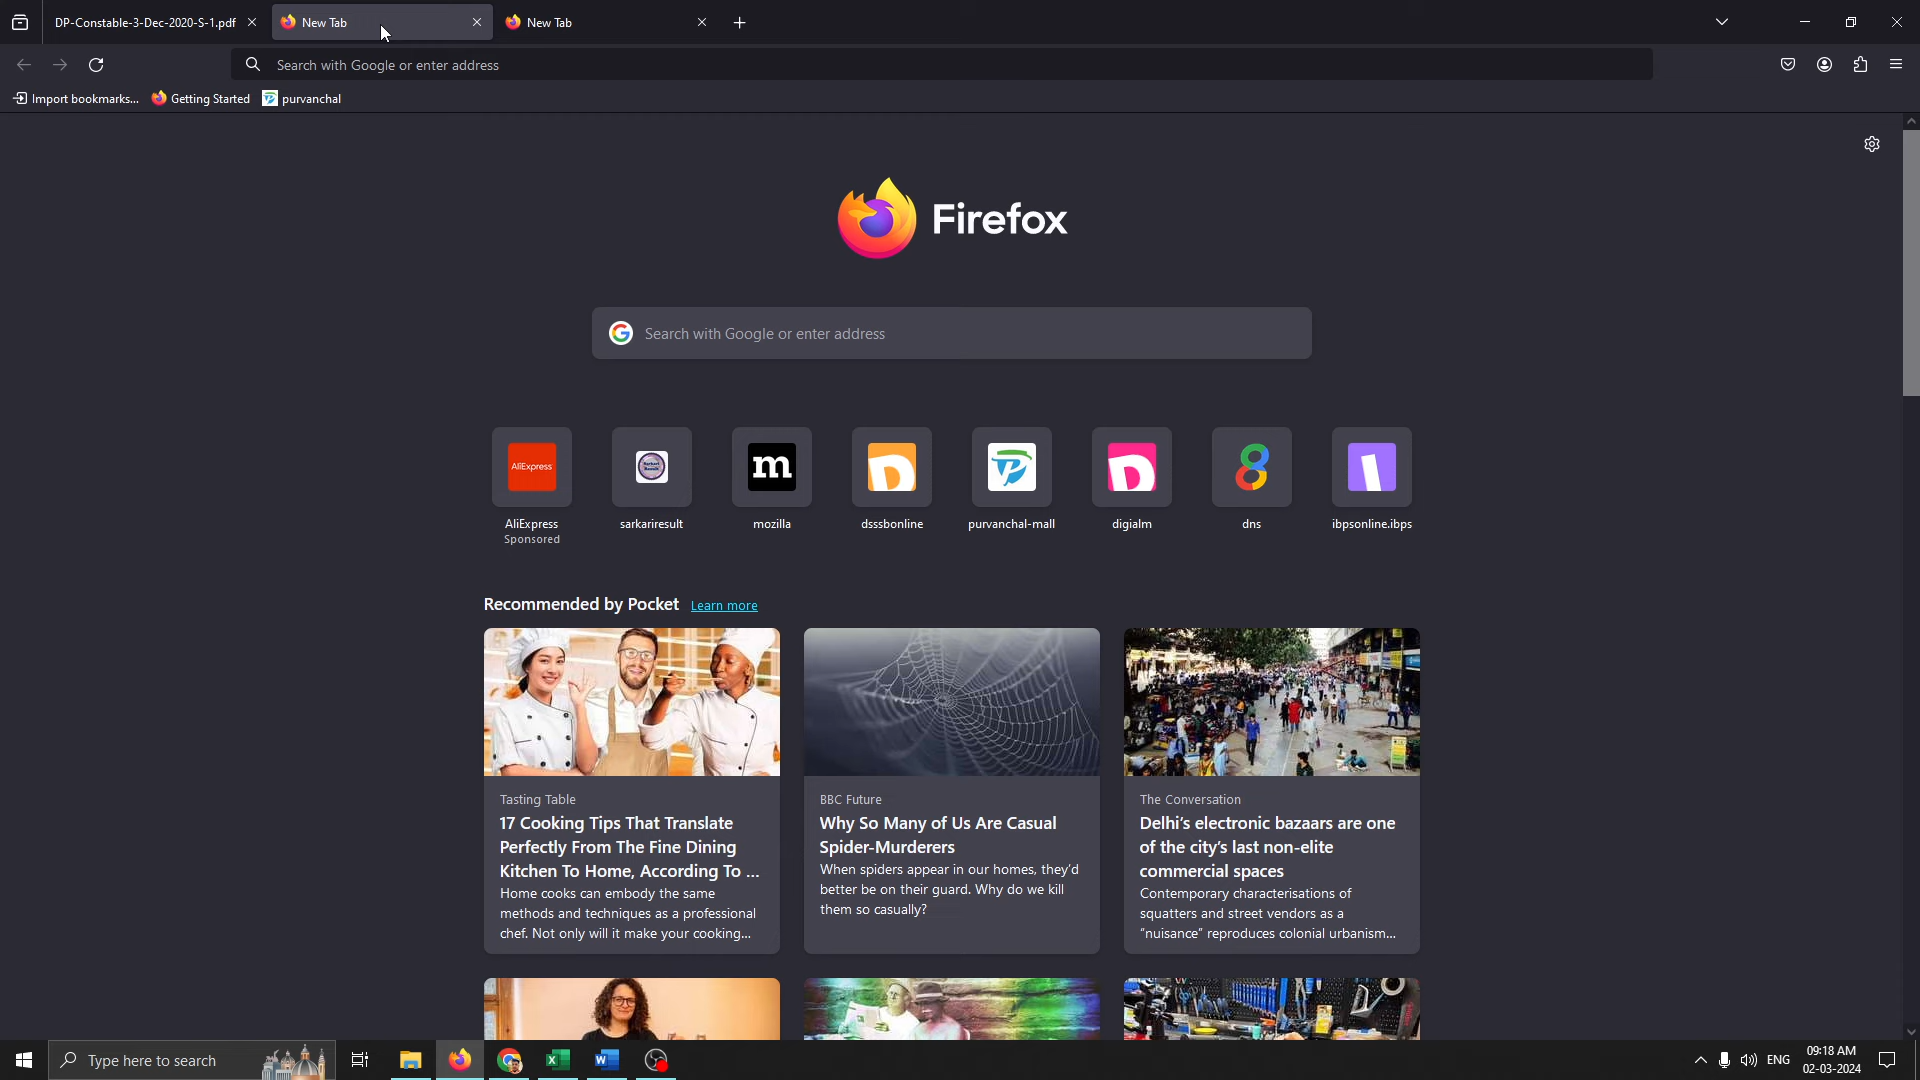 DP-Constable-3-Dec-2020-S-1.pdf
New Tab
New Tab
Search with Google or enter address
Import bookmarks...
Getting Started
purvanchal
Firefox
Search with Google or enter address
AliExpress
m
AliExpress
Sponsored
sarkariresult
mozilla
dsssbonline
purvanchal-mall
digialm
dns
ibpsonline.ibps
Recommended by Pocket Learn more
Tasting Table
17 Cooking Tips That Translate
Perfectly From The Fine Dining
Kitchen To Home, According To ...
Home cooks can embody the same
methods and techniques as a professional
chef. Not only will it make your cooking...
BBC Future
Why So Many of Us Are Casual
Spider-Murderers
When spiders appear in our homes, they'd
better be on their guard. Why do we kill
them so casually?
The Conversation
Delhi's electronic bazaars are one
of the city's last non-elite
commercial spaces
Contemporary characterisations of
squatters and street vendors as a
"nuisance" reproduces colonial urbanism...
Type here to search
ENG
09:18 AM
02-03-2024